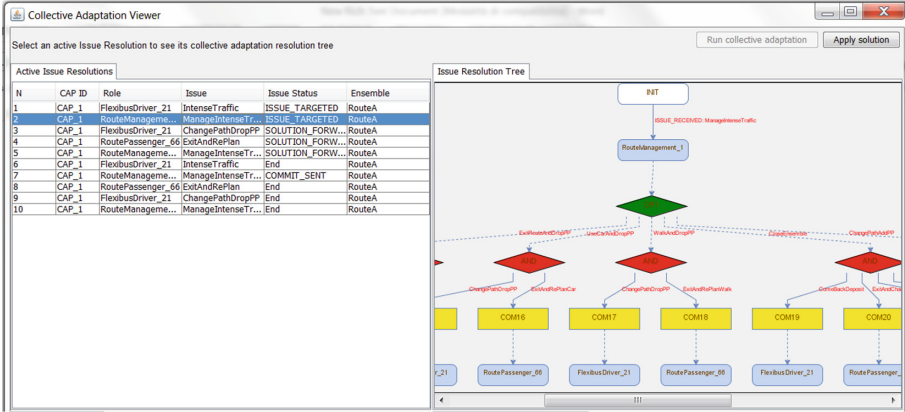 Collective Adaptation Viewer
Select an active Issue Resolution to see its collective adaptation resolution tree
Run collective adaptation
Apply solution
Active Issue Resolutions
N CAP ID Role Issue Issue Status Ensemble
1 CAP_1 FlexibusDriver_21 IntenseTraffic ISSUE_TARGETED RouteA
2 CAP_1 RouteManageme... ManageIntenseTr... ISSUE_TARGETED RouteA
3 CAP_1 FlexibusDriver_21 ChangePathDropPP SOLUTION_FORW... RouteA
4 CAP_1 RoutePassenger_66 ExitAndRePlan SOLUTION_FORW... RouteA
5 CAP_1 RouteManageme... ManageIntenseTr... SOLUTION_FORW... RouteA
6 CAP_1 FlexibusDriver_21 IntenseTraffic End RouteA
7 CAP_1 RouteManageme... ManageIntenseTr... COMMIT_SENT RouteA
8 CAP_1 RoutePassenger_66 ExitAndRePlan End RouteA
9 CAP_1 FlexibusDriver_21 ChangePathDropPP End RouteA
10 CAP_1 RouteManageme... ManageIntenseTr... End RouteA
Issue Resolution Tree
INIT
ISSUE_RECEIVED: ManageIntenseTraffic
RouteManagement_1
WalkAndDropPP ChangePathAddPP
AND AND AND
ChangePathDropPP ExitAndRePlanCar ChangePathDropPP ExitAndRePlanWalk ComeBackDeposit
COM16 COM17 COM18 COM19 COM20
r_21 RoutePassenger_66 FlexibusDriver_21 RoutePassenger_66 FlexibusDriver_21 RoutePassenger_